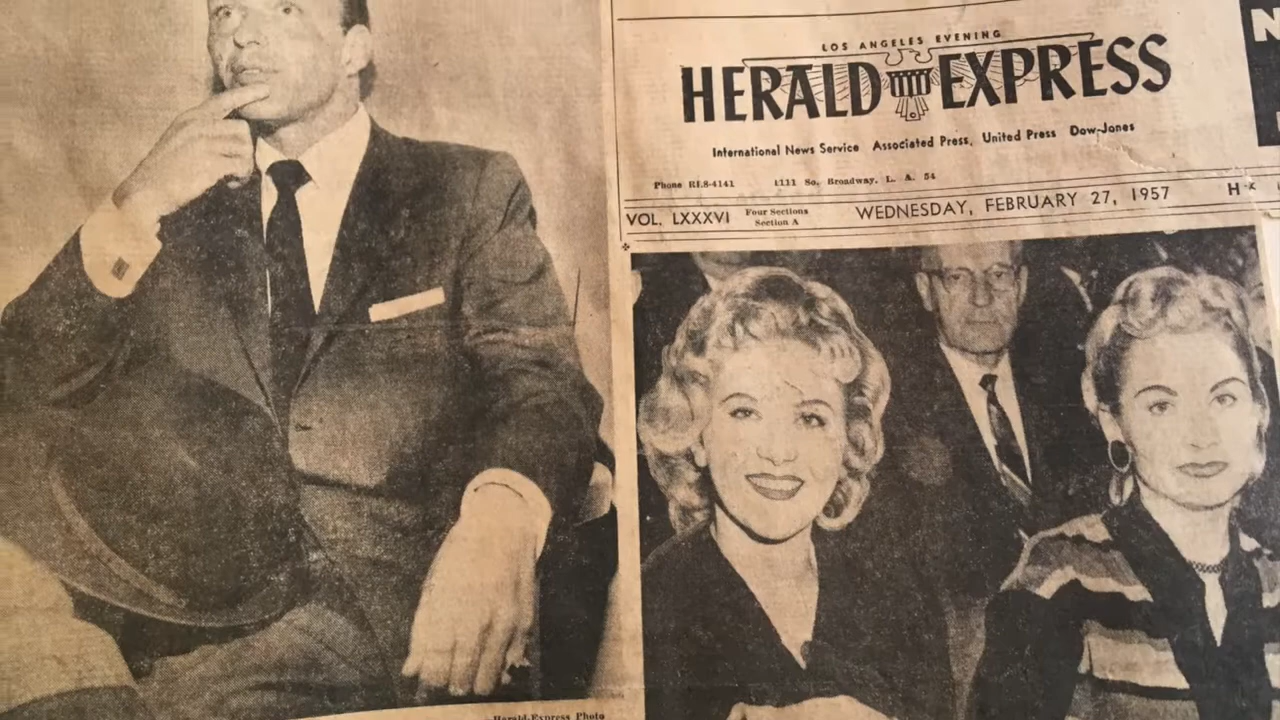 LOS ANGELES EVENING
HERALD EXPRESS
International News Service Associated Press, United Press Dow-Jones
Phone RI.8-4141 1111 So. Broadway, L. A. 54
VOL. LXXXVI Four Sections
Section A
WEDNESDAY, FEBRUARY 27, 1957 H
N
—Herald-Express Photo